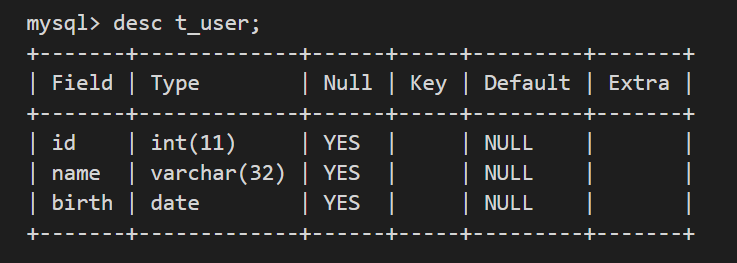 mysql> desc t_user;
+-------+-------------+------+-----+---------+-------+
| Field | Type        | Null | Key | Default | Extra |
+-------+-------------+------+-----+---------+-------+
| id    | int(11)     | YES  |     | NULL    |       |
| name  | varchar(32) | YES  |     | NULL    |       |
| birth | date        | YES  |     | NULL    |       |
+-------+-------------+------+-----+---------+-------+